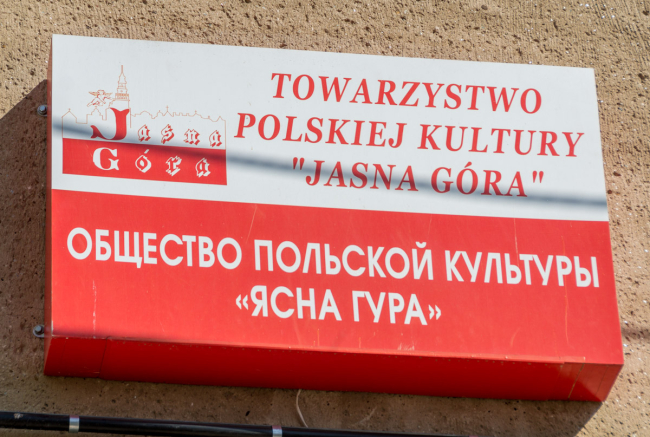 Jasna
Góra
TOWARZYSTWO
POLSKIEJ KULTURY
"JASNA GÓRA"
ОБЩЕСТВО ПОЛЬСКОЙ КУЛЬТУРЫ
«ЯСНА ГУРА»